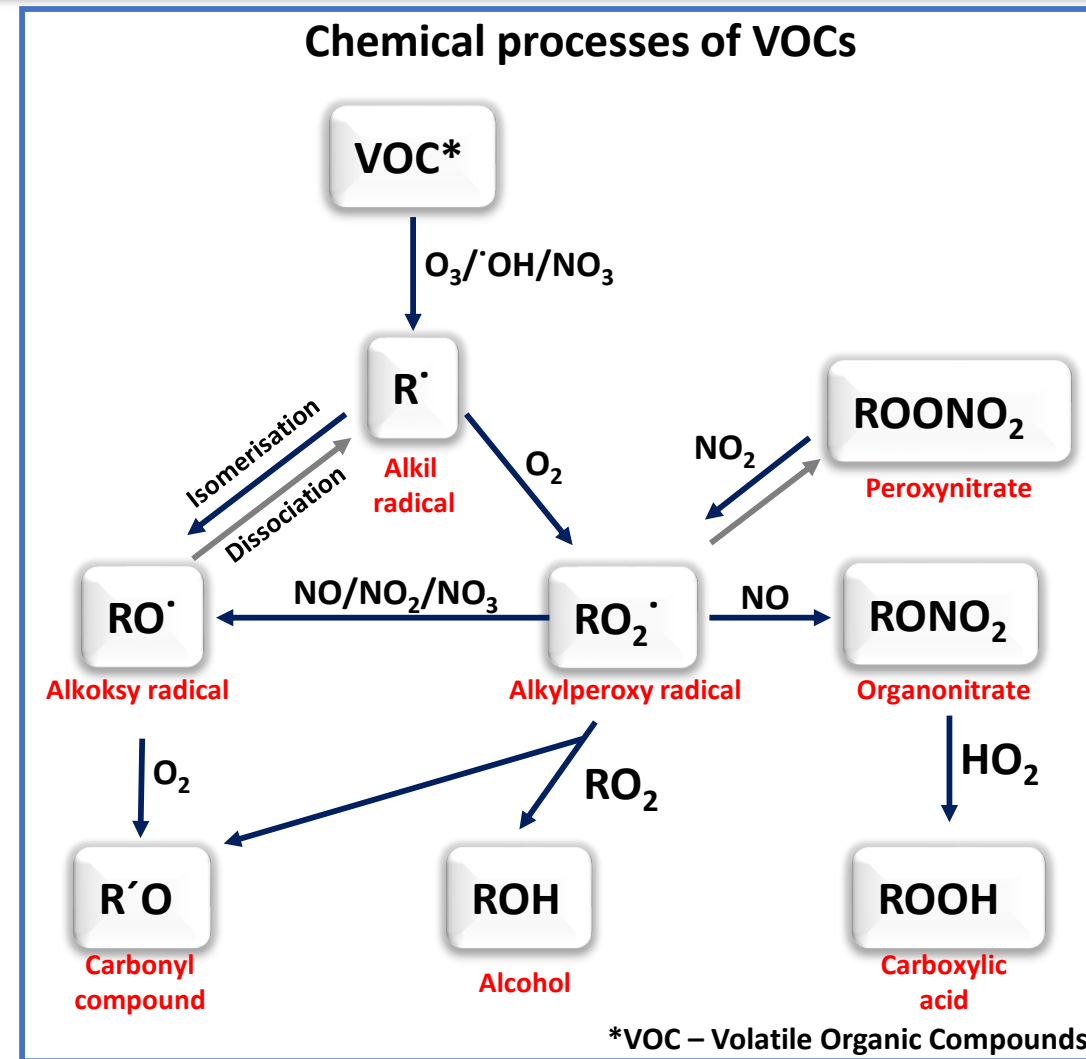 Chemical processes of VOCs
VOC*
O₃/˙OH/NO₃
R˙
Alkil
radical
Isomerisation
Dissociation
O₂
NO₂
ROONO₂
Peroxynitrate
RO˙
Alkoksy radical
NO/NO₂/NO₃
RO₂˙
Alkylperoxy radical
NO
RONO₂
Organonitrate
O₂
RO₂
HO₂
R´O
Carbonyl
compound
ROH
Alcohol
ROOH
Carboxylic
acid
*VOC – Volatile Organic Compounds